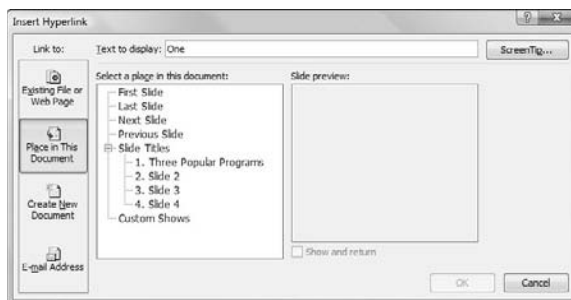 Insert Hyperlink
Link to:
Text to display: One
ScreenTip...
Existing File or
Web Page
Place in This
Document
Create New
Document
E-mail Address
Select a place in this document:
First Slide
Last Slide
Next Slide
Previous Slide
Slide Titles
1. Three Popular Programs
2. Slide 2
3. Slide 3
4. Slide 4
Custom Shows
Slide preview:
Show and return
OK
Cancel